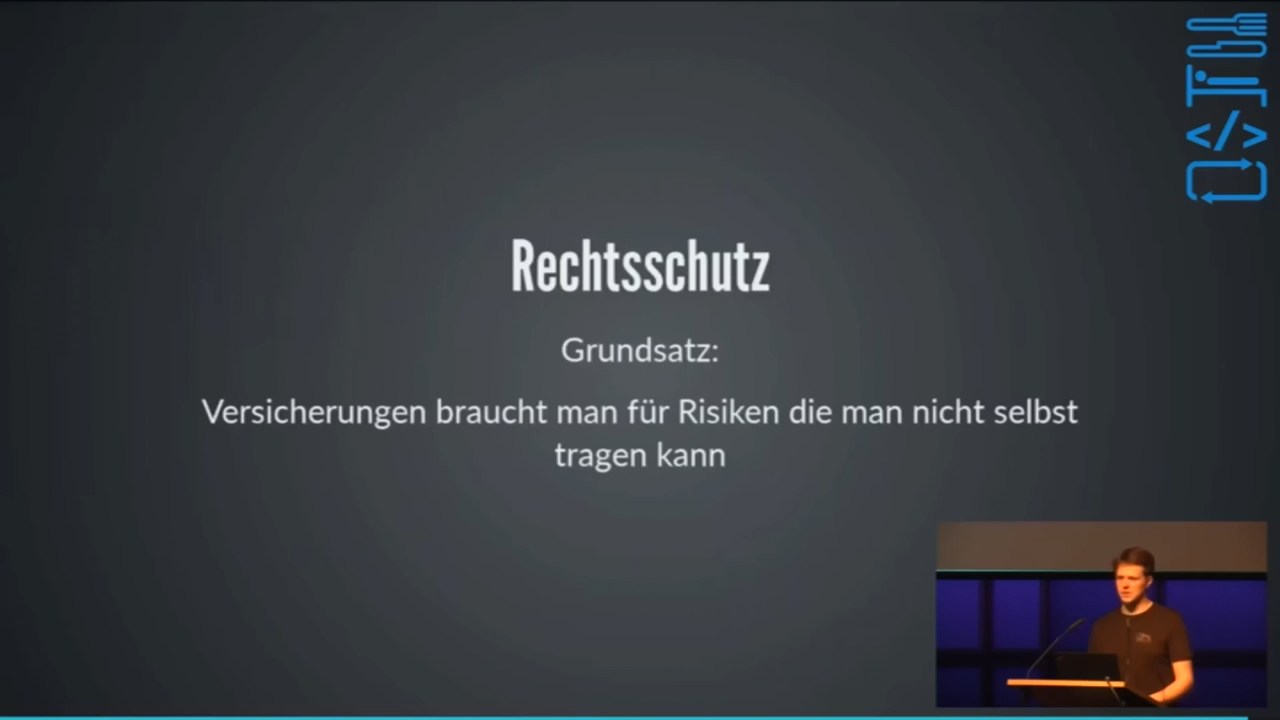 Rechtsschutz
Grundsatz:
Versicherungen braucht man für Risiken die man nicht selbst
tragen kann